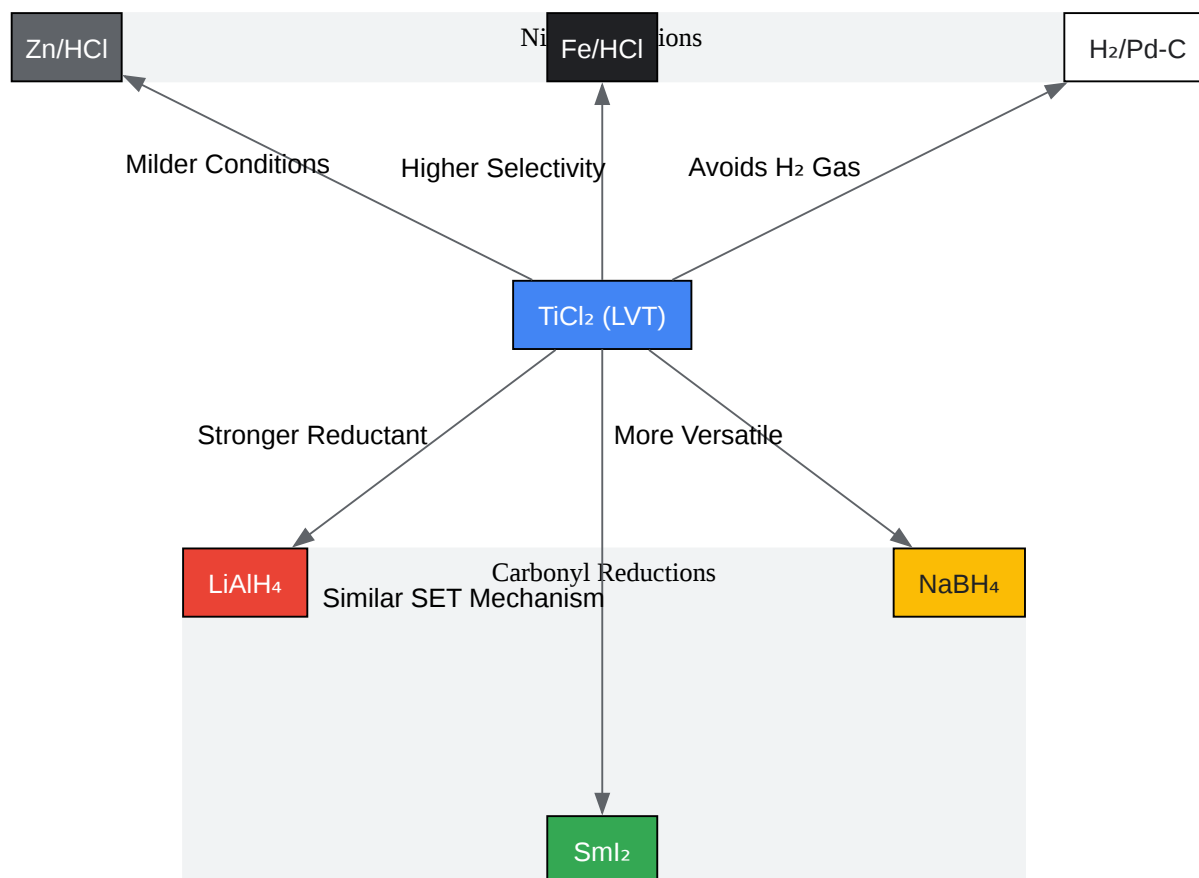 Zn/HCl
Fe/HCl
H₂/Pd-C
Milder Conditions
Higher Selectivity
Avoids H₂ Gas
TiCl₂ (LVT)
Stronger Reductant
More Versatile
LiAlH₄
Carbonyl Reductions
NaBH₄
Similar SET Mechanism
SmI₂